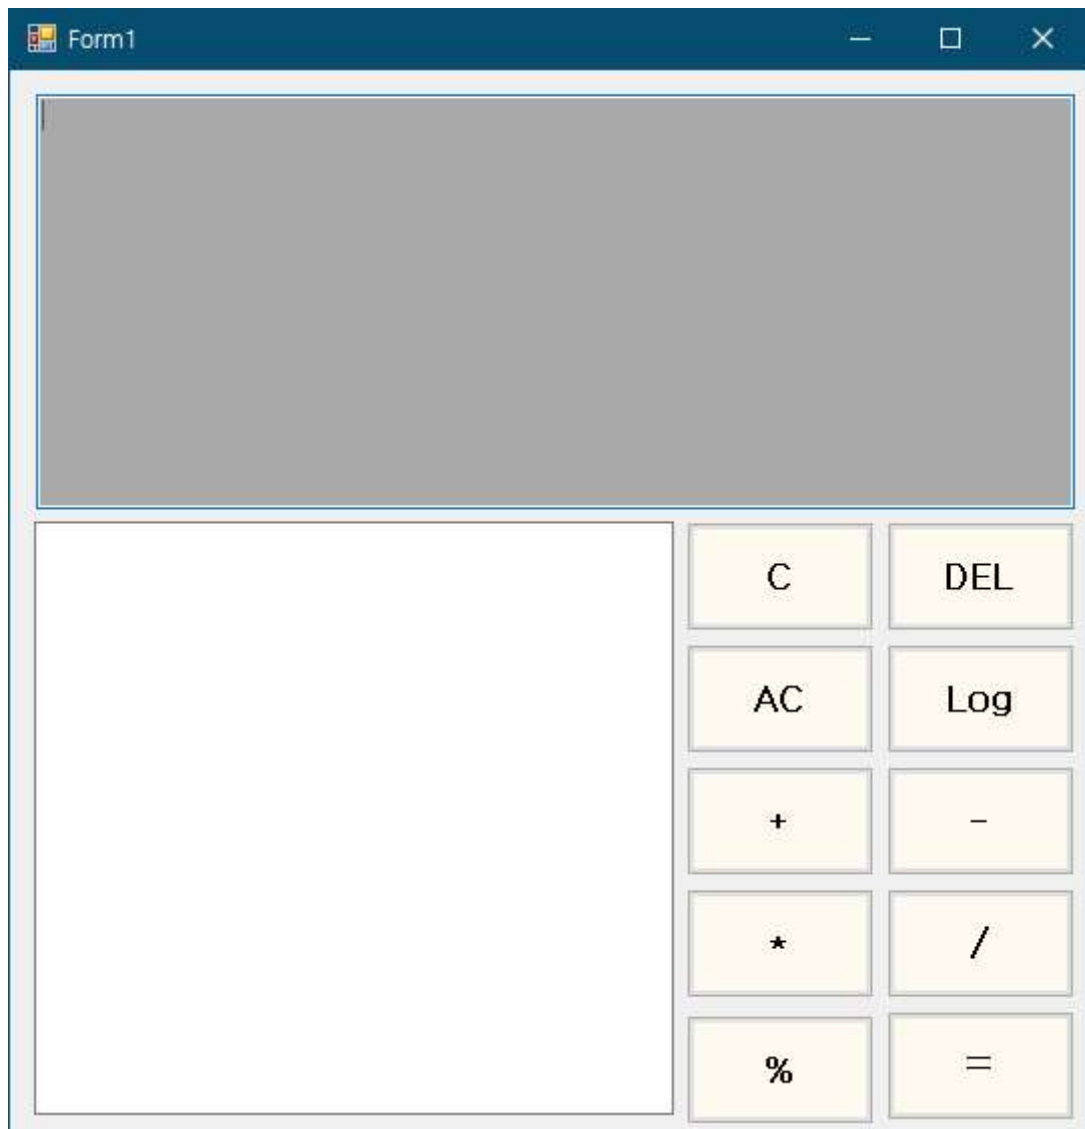 Form1
C DEL
AC Log
+ -
* /
% =